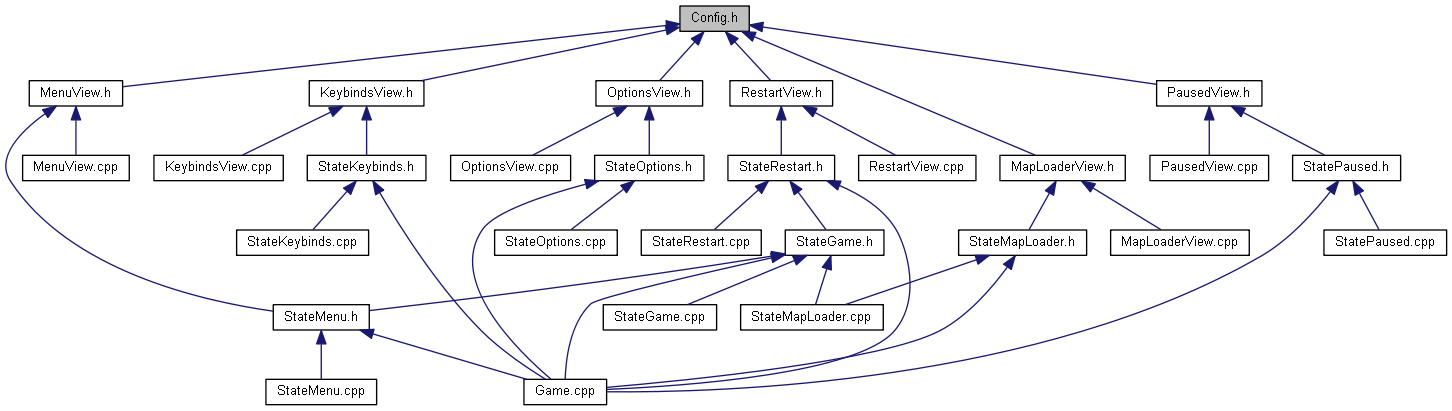 Config.h
MenuView.h
KeybindsView.h
OptionsView.h
RestartView.h
PausedView.h
MenuView.cpp
KeybindsView.cpp
StateKeybinds.h
OptionsView.cpp
StateOptions.h
StateRestart.h
RestartView.cpp
MapLoaderView.h
PausedView.cpp
StatePaused.h
StateKeybinds.cpp
StateOptions.cpp
StateRestart.cpp
StateGame.h
StateMapLoader.h
MapLoaderView.cpp
StatePaused.cpp
StateMenu.h
StateGame.cpp
StateMapLoader.cpp
StateMenu.cpp
Game.cpp